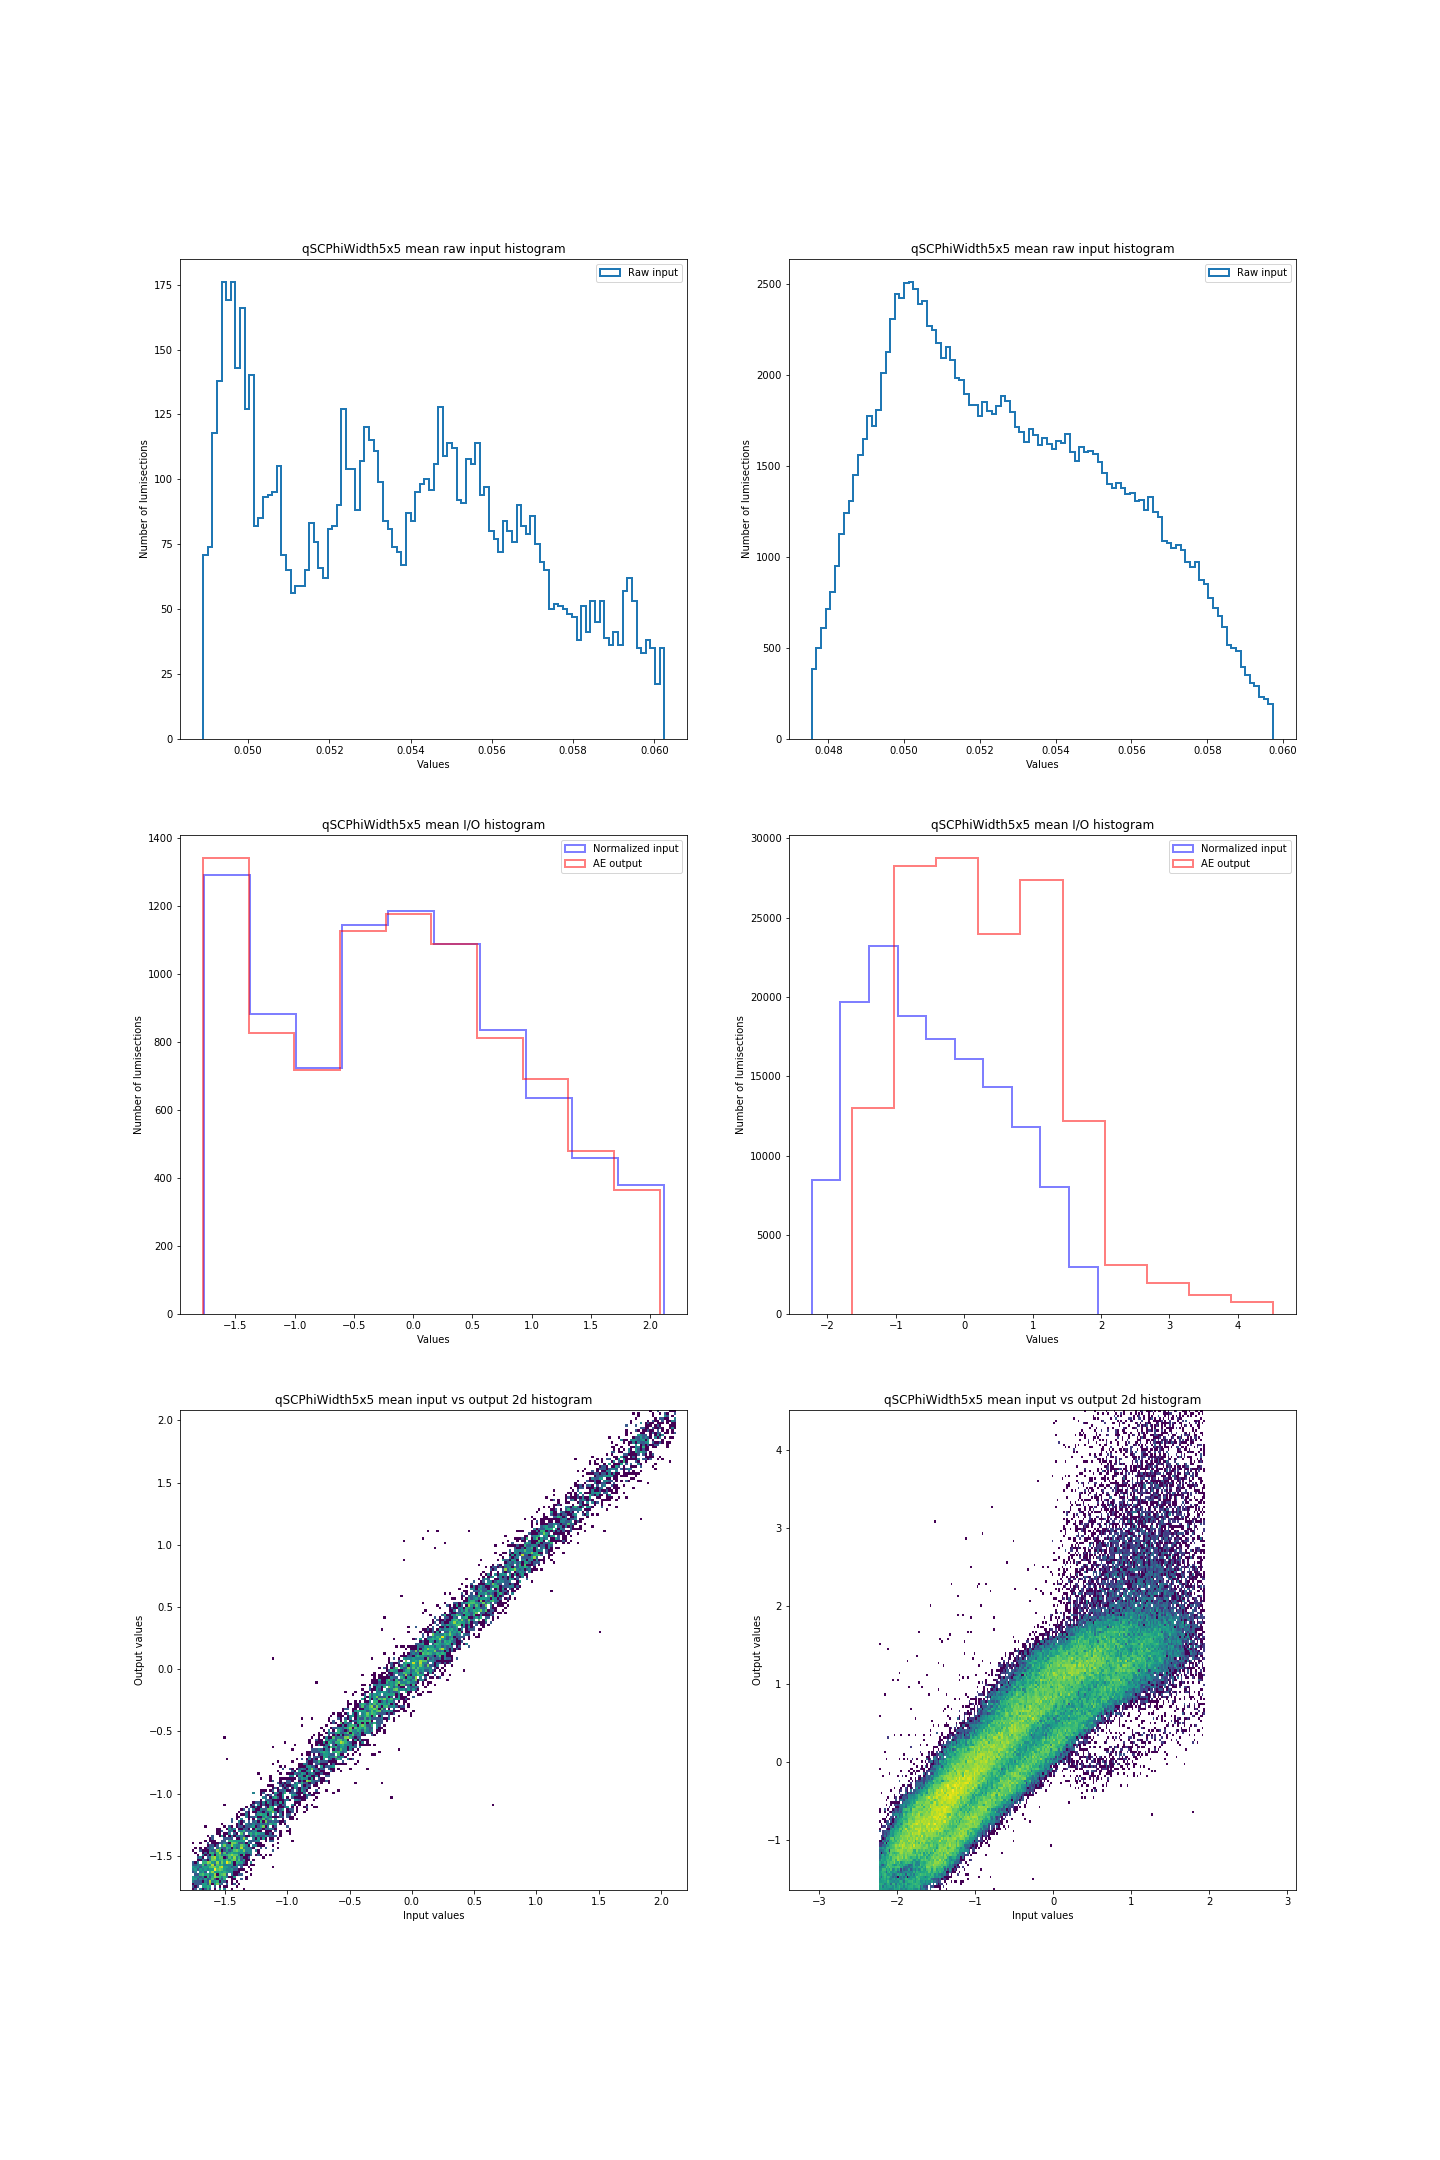 qSCPhiWidth5x5 mean raw input histogram
Raw input
175
150
125
100
75
50
25
0
Number of lumisections
0.050 0.052 0.054 0.056 0.058 0.060
Values
qSCPhiWidth5x5 mean raw input histogram
Raw input
2500
2000
1500
1000
500
0
Number of lumisections
0.048 0.050 0.052 0.054 0.056 0.058 0.060
Values
qSCPhiWidth5x5 mean I/O histogram
Normalized input
AE output
1400
1200
1000
800
600
400
200
0
Number of lumisections
−1.5 −1.0 −0.5 0.0 0.5 1.0 1.5 2.0
Values
qSCPhiWidth5x5 mean I/O histogram
Normalized input
AE output
30000
25000
20000
15000
10000
5000
0
Number of lumisections
−2 −1 0 1 2 3 4
Values
qSCPhiWidth5x5 mean input vs output 2d histogram
2.0
1.5
1.0
0.5
0.0
−0.5
−1.0
−1.5
Output values
−1.5 −1.0 −0.5 0.0 0.5 1.0 1.5 2.0
Input values
qSCPhiWidth5x5 mean input vs output 2d histogram
4
3
2
1
0
−1
Output values
−3 −2 −1 0 1 2 3
Input values